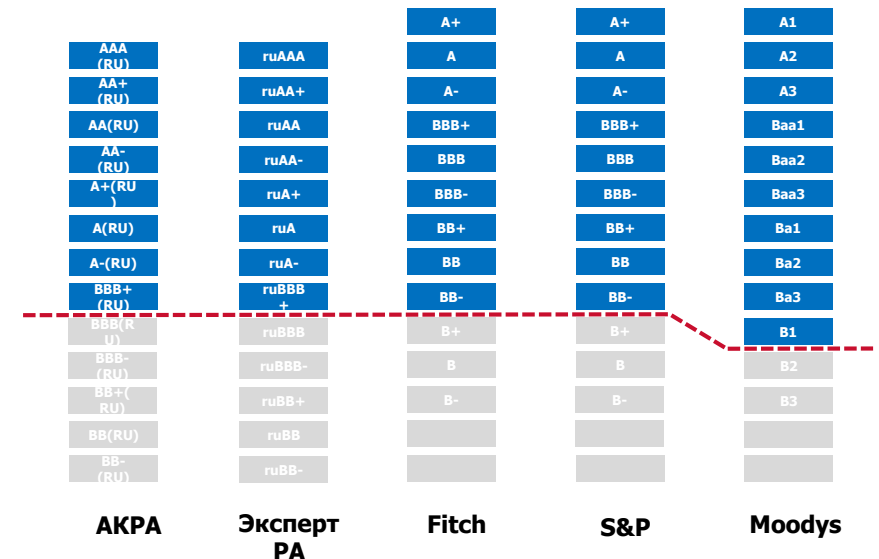 A+ A+ A1
AAA
(RU) ruAAA A A A2
AA+
(RU) ruAA+ A- A- A3
AA(RU) ruAA BBB+ BBB+ Baa1
AA-
(RU) ruAA- BBB BBB Baa2
A+(RU
) ruA+ BBB- BBB- Baa3
A(RU) ruA BB+ BB+ Ba1
A-(RU) ruA- BB BB Ba2
BBB+
(RU) ruBBB
+ BB- BB- Ba3
BBB(R
U) ruBBB B+ B+ B1
BBB-
(RU) ruBBB- B B B2
BB+(
RU) ruBB+ B- B- B3
BB(RU) ruBB
BB-
(RU) ruBB-
АКРА Эксперт
РА Fitch S&P Moodys